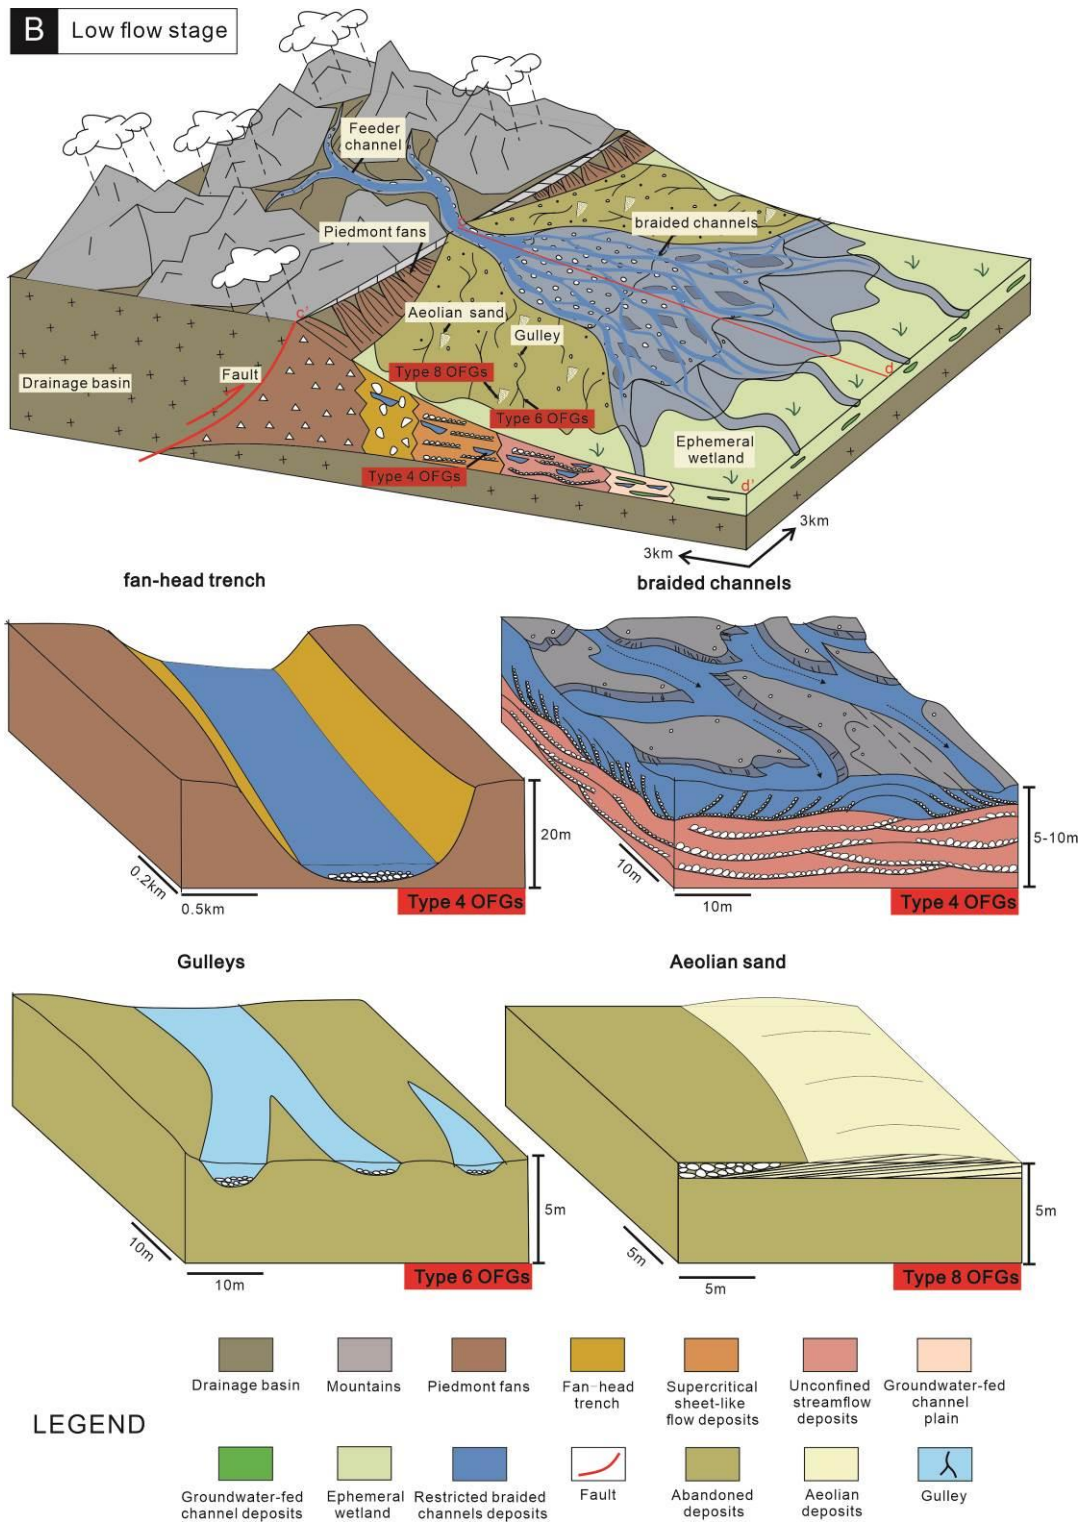 B Low flow stage
Feeder
channel
braided channels
Piedmont fans
c
Aeolian sand
c'
Gulley
Type 8 OFGs
d
Fault
Drainage basin
Type 6 OFGs
Ephemeral
wetland
Type 4 OFGs
d'
3km
3km
fan-head trench
braided channels
20m
5-10m
0.2km
0.5km
Type 4 OFGs
10m
10m
Type 4 OFGs
Gulleys
Aeolian sand
5m
5m
10m
10m
Type 6 OFGs
5m
5m
Type 8 OFGs
LEGEND
Drainage basin
Mountains
Piedmont fans
Fan-head
trench
Supercritical
sheet-like
flow deposits
Unconfined
streamflow
deposits
Groundwater-fed
channel
plain
Groundwater-fed
channel deposits
Ephemeral
wetland
Restricted braided
channels deposits
Fault
Abandoned
deposits
Aeolian
deposits
Gulley